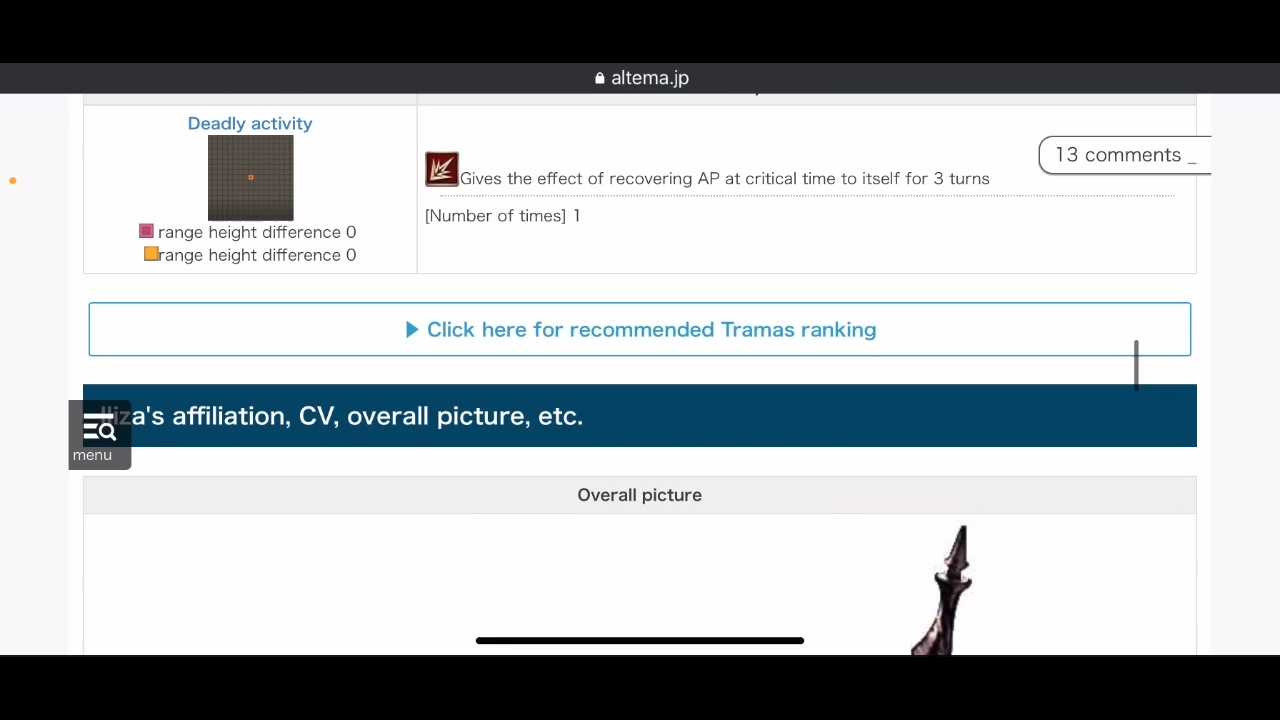 altema.jp
Deadly activity
range height difference 0
range height difference 0
Gives the effect of recovering AP at critical time to itself for 3 turns
[Number of times] 1
13 comments _
Click here for recommended Tramas ranking
Iliza's affiliation, CV, overall picture, etc.
menu
Overall picture